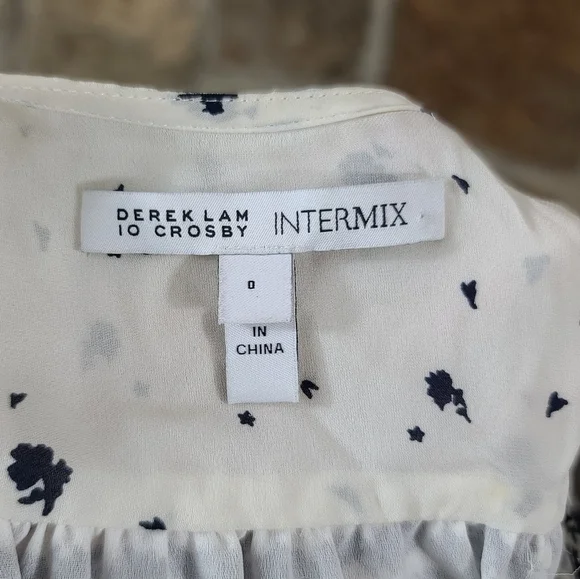 DEREK LAM
10 CROSBY
INTERMIX
0
IN
CHINA